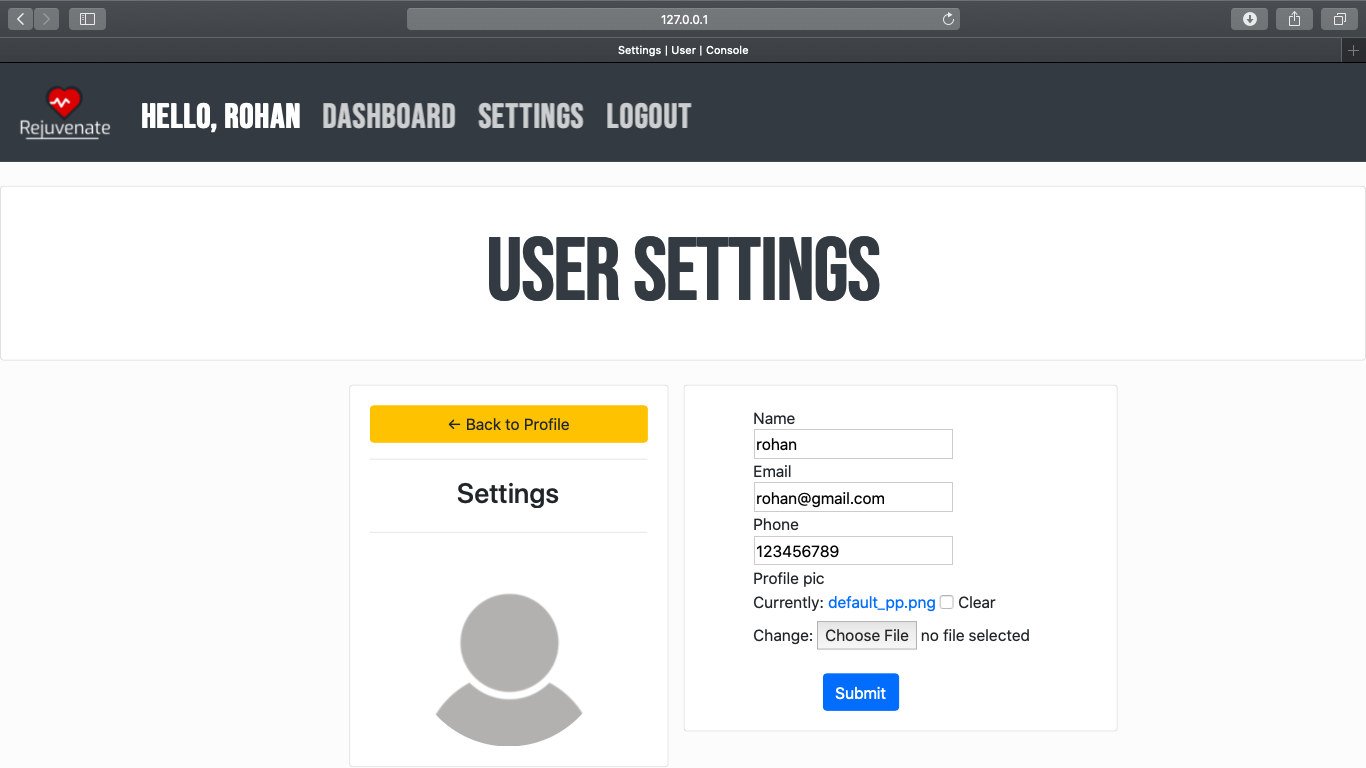 127.0.0.1
Settings | User | Console
Rejuvenate HELLO, ROHAN DASHBOARD SETTINGS LOGOUT
USER SETTINGS
← Back to Profile
Settings
Name
rohan
Email
rohan@gmail.com
Phone
123456789
Profile pic
Currently: default_pp.png Clear
Change: Choose File no file selected
Submit